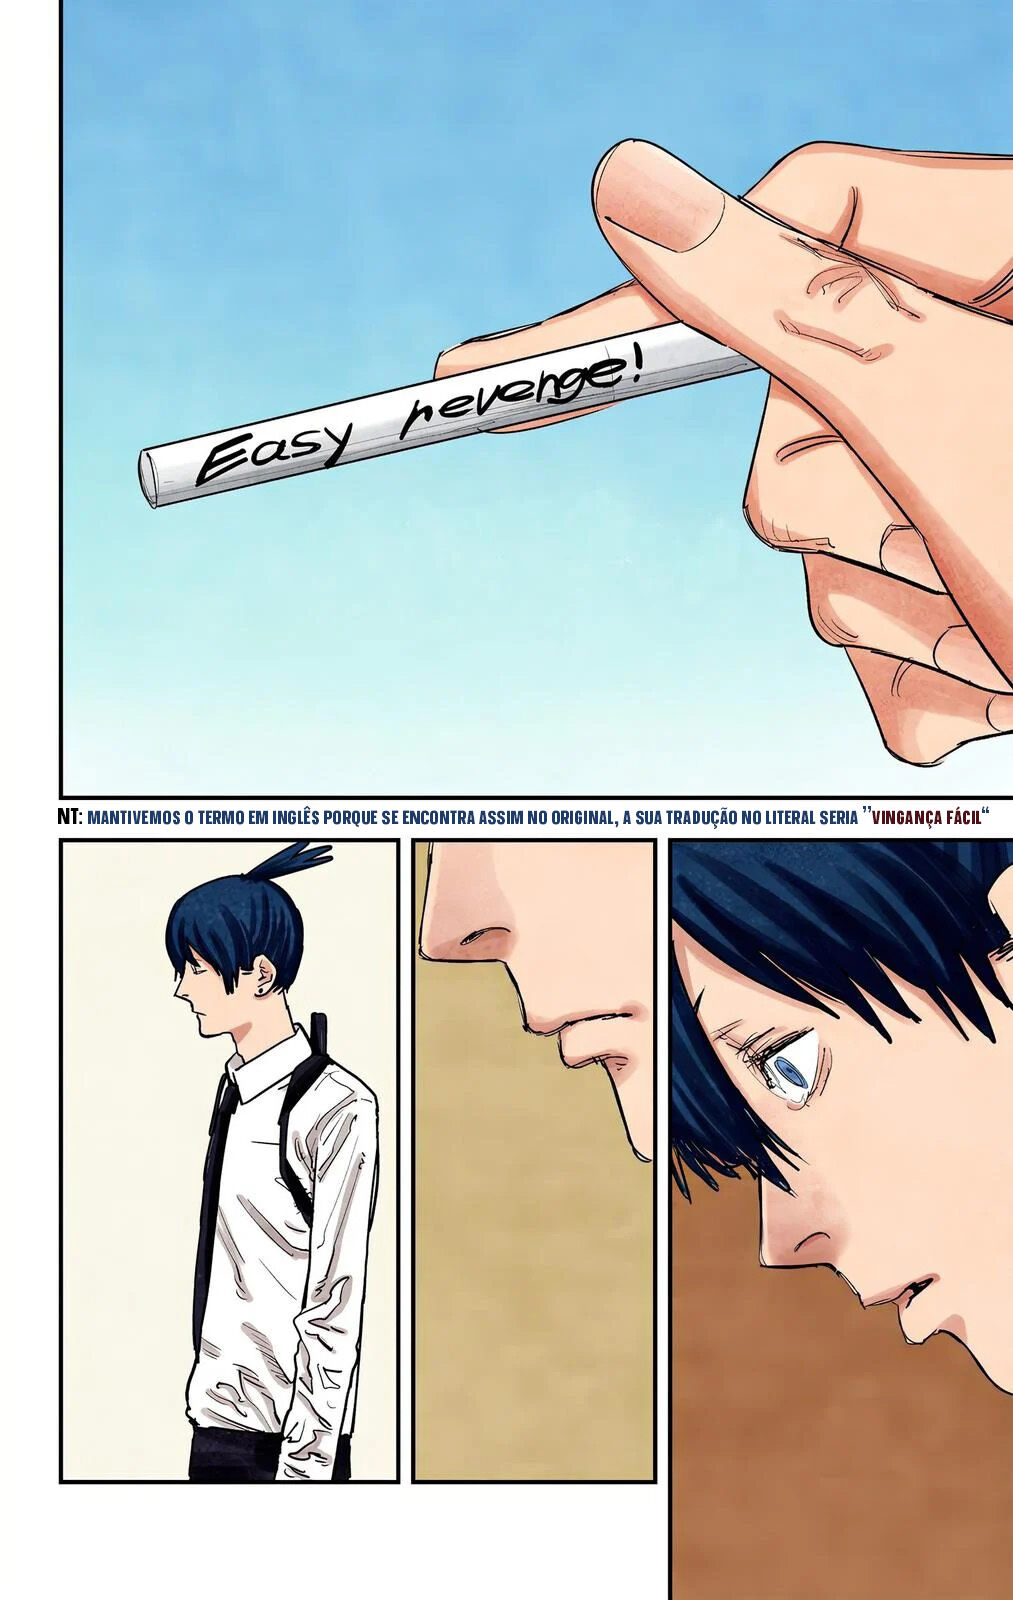 Easy revenge!
NT: MANTIVEMOS O TERMO EM INGLÊS PORQUE SE ENCONTRA ASSIM NO ORIGINAL, A SUA TRADUÇÃO NO LITERAL SERIA ”VINGANÇA FÁCIL“